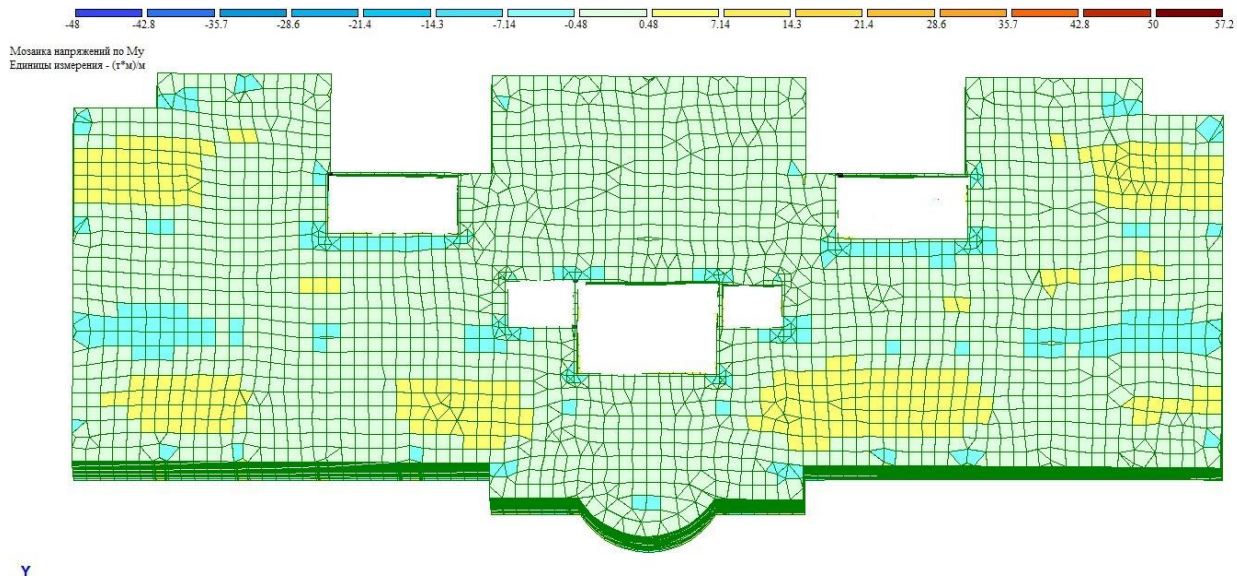 -48 -42.8 -35.7 -28.6 -21.4 -14.3 -7.14 -0.48 0.48 7.14 14.3 21.4 28.6 35.7 42.8 50 57.2
Мозаика напряжений по My
Единицы измерения - (т*м)/м
Y